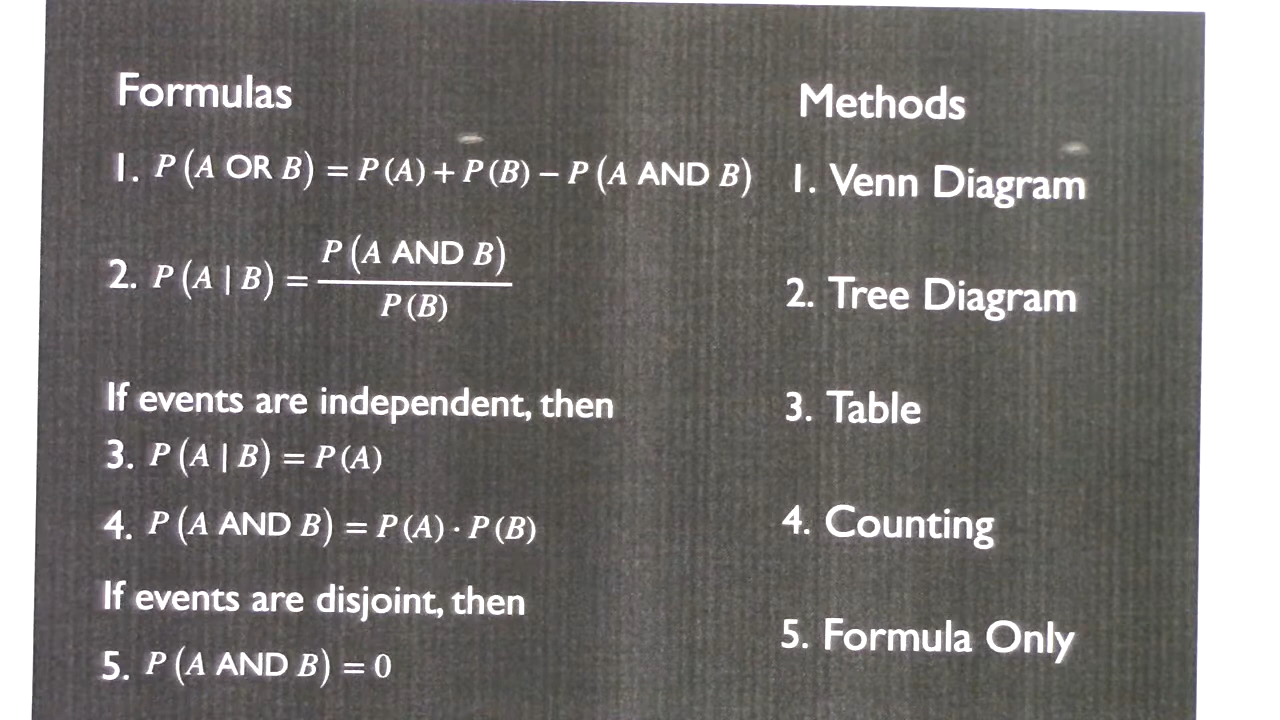 Formulas
1. P(A OR B) = P(A) + P(B) − P(A AND B)
2. P(A | B) = P(A AND B) / P(B)
If events are independent, then
3. P(A | B) = P(A)
4. P(A AND B) = P(A) · P(B)
If events are disjoint, then
5. P(A AND B) = 0
Methods
1. Venn Diagram
2. Tree Diagram
3. Table
4. Counting
5. Formula Only